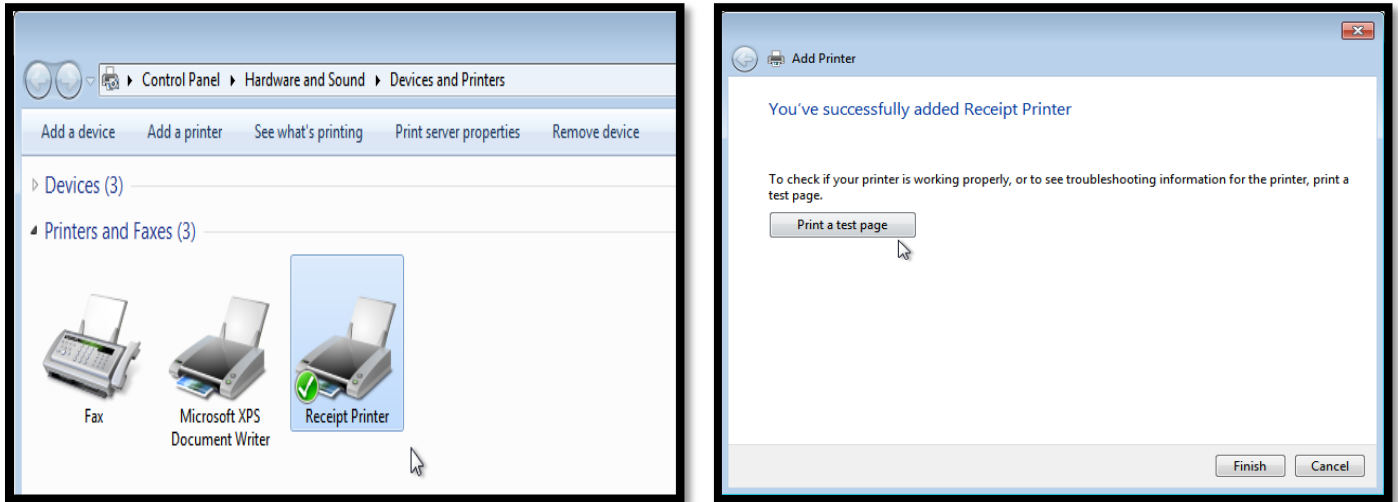 Control Panel Hardware and Sound Devices and Printers
Add a device Add a printer See what's printing Print server properties Remove device
Devices (3)
Printers and Faxes (3)
Fax
Microsoft XPS
Document Writer
Receipt Printer
Add Printer
You've successfully added Receipt Printer
To check if your printer is working properly, or to see troubleshooting information for the printer, print a
test page.
Print a test page
Finish Cancel